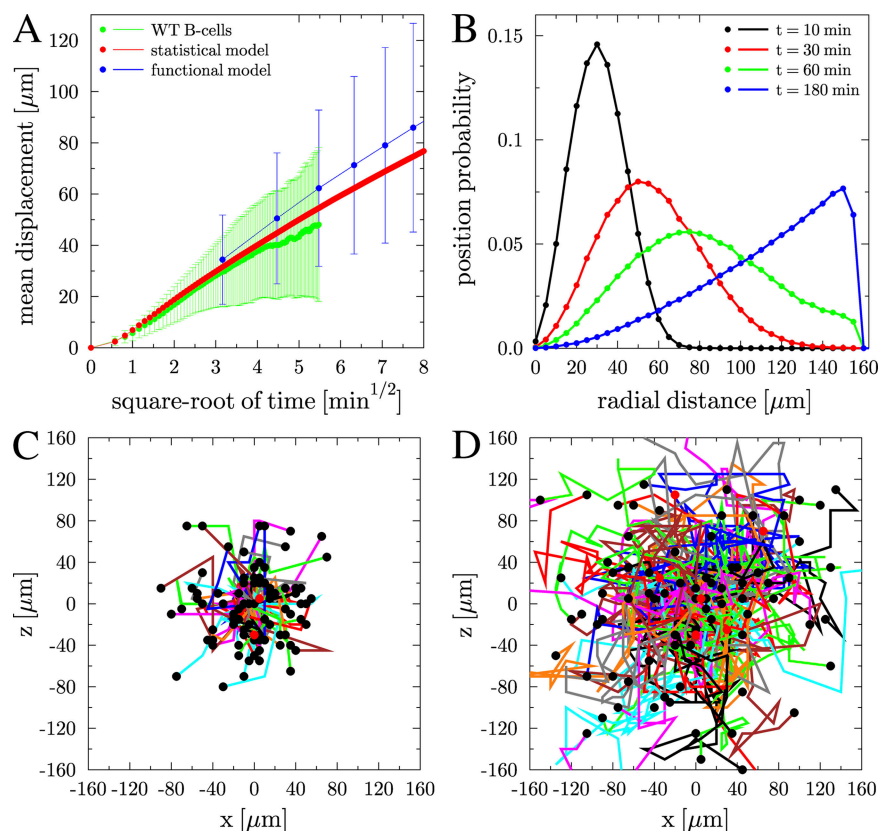 A
WT B-cells
statistical model
functional model
mean displacement [μm]
120
100
80
60
40
20
0
0 1 2 3 4 5 6 7 8
square-root of time [min^1/2]
B
t = 10 min
t = 30 min
t = 60 min
t = 180 min
position probability
0.15
0.10
0.05
0.0
0 20 40 60 80 100 120 140 160
radial distance [μm]
C
z [μm]
160
120
80
40
0
-40
-80
-120
-160
-160 -120 -80 -40 0 40 80 120 160
x [μm]
D
z [μm]
160
120
80
40
0
-40
-80
-120
-160
-160 -120 -80 -40 0 40 80 120 160
x [μm]